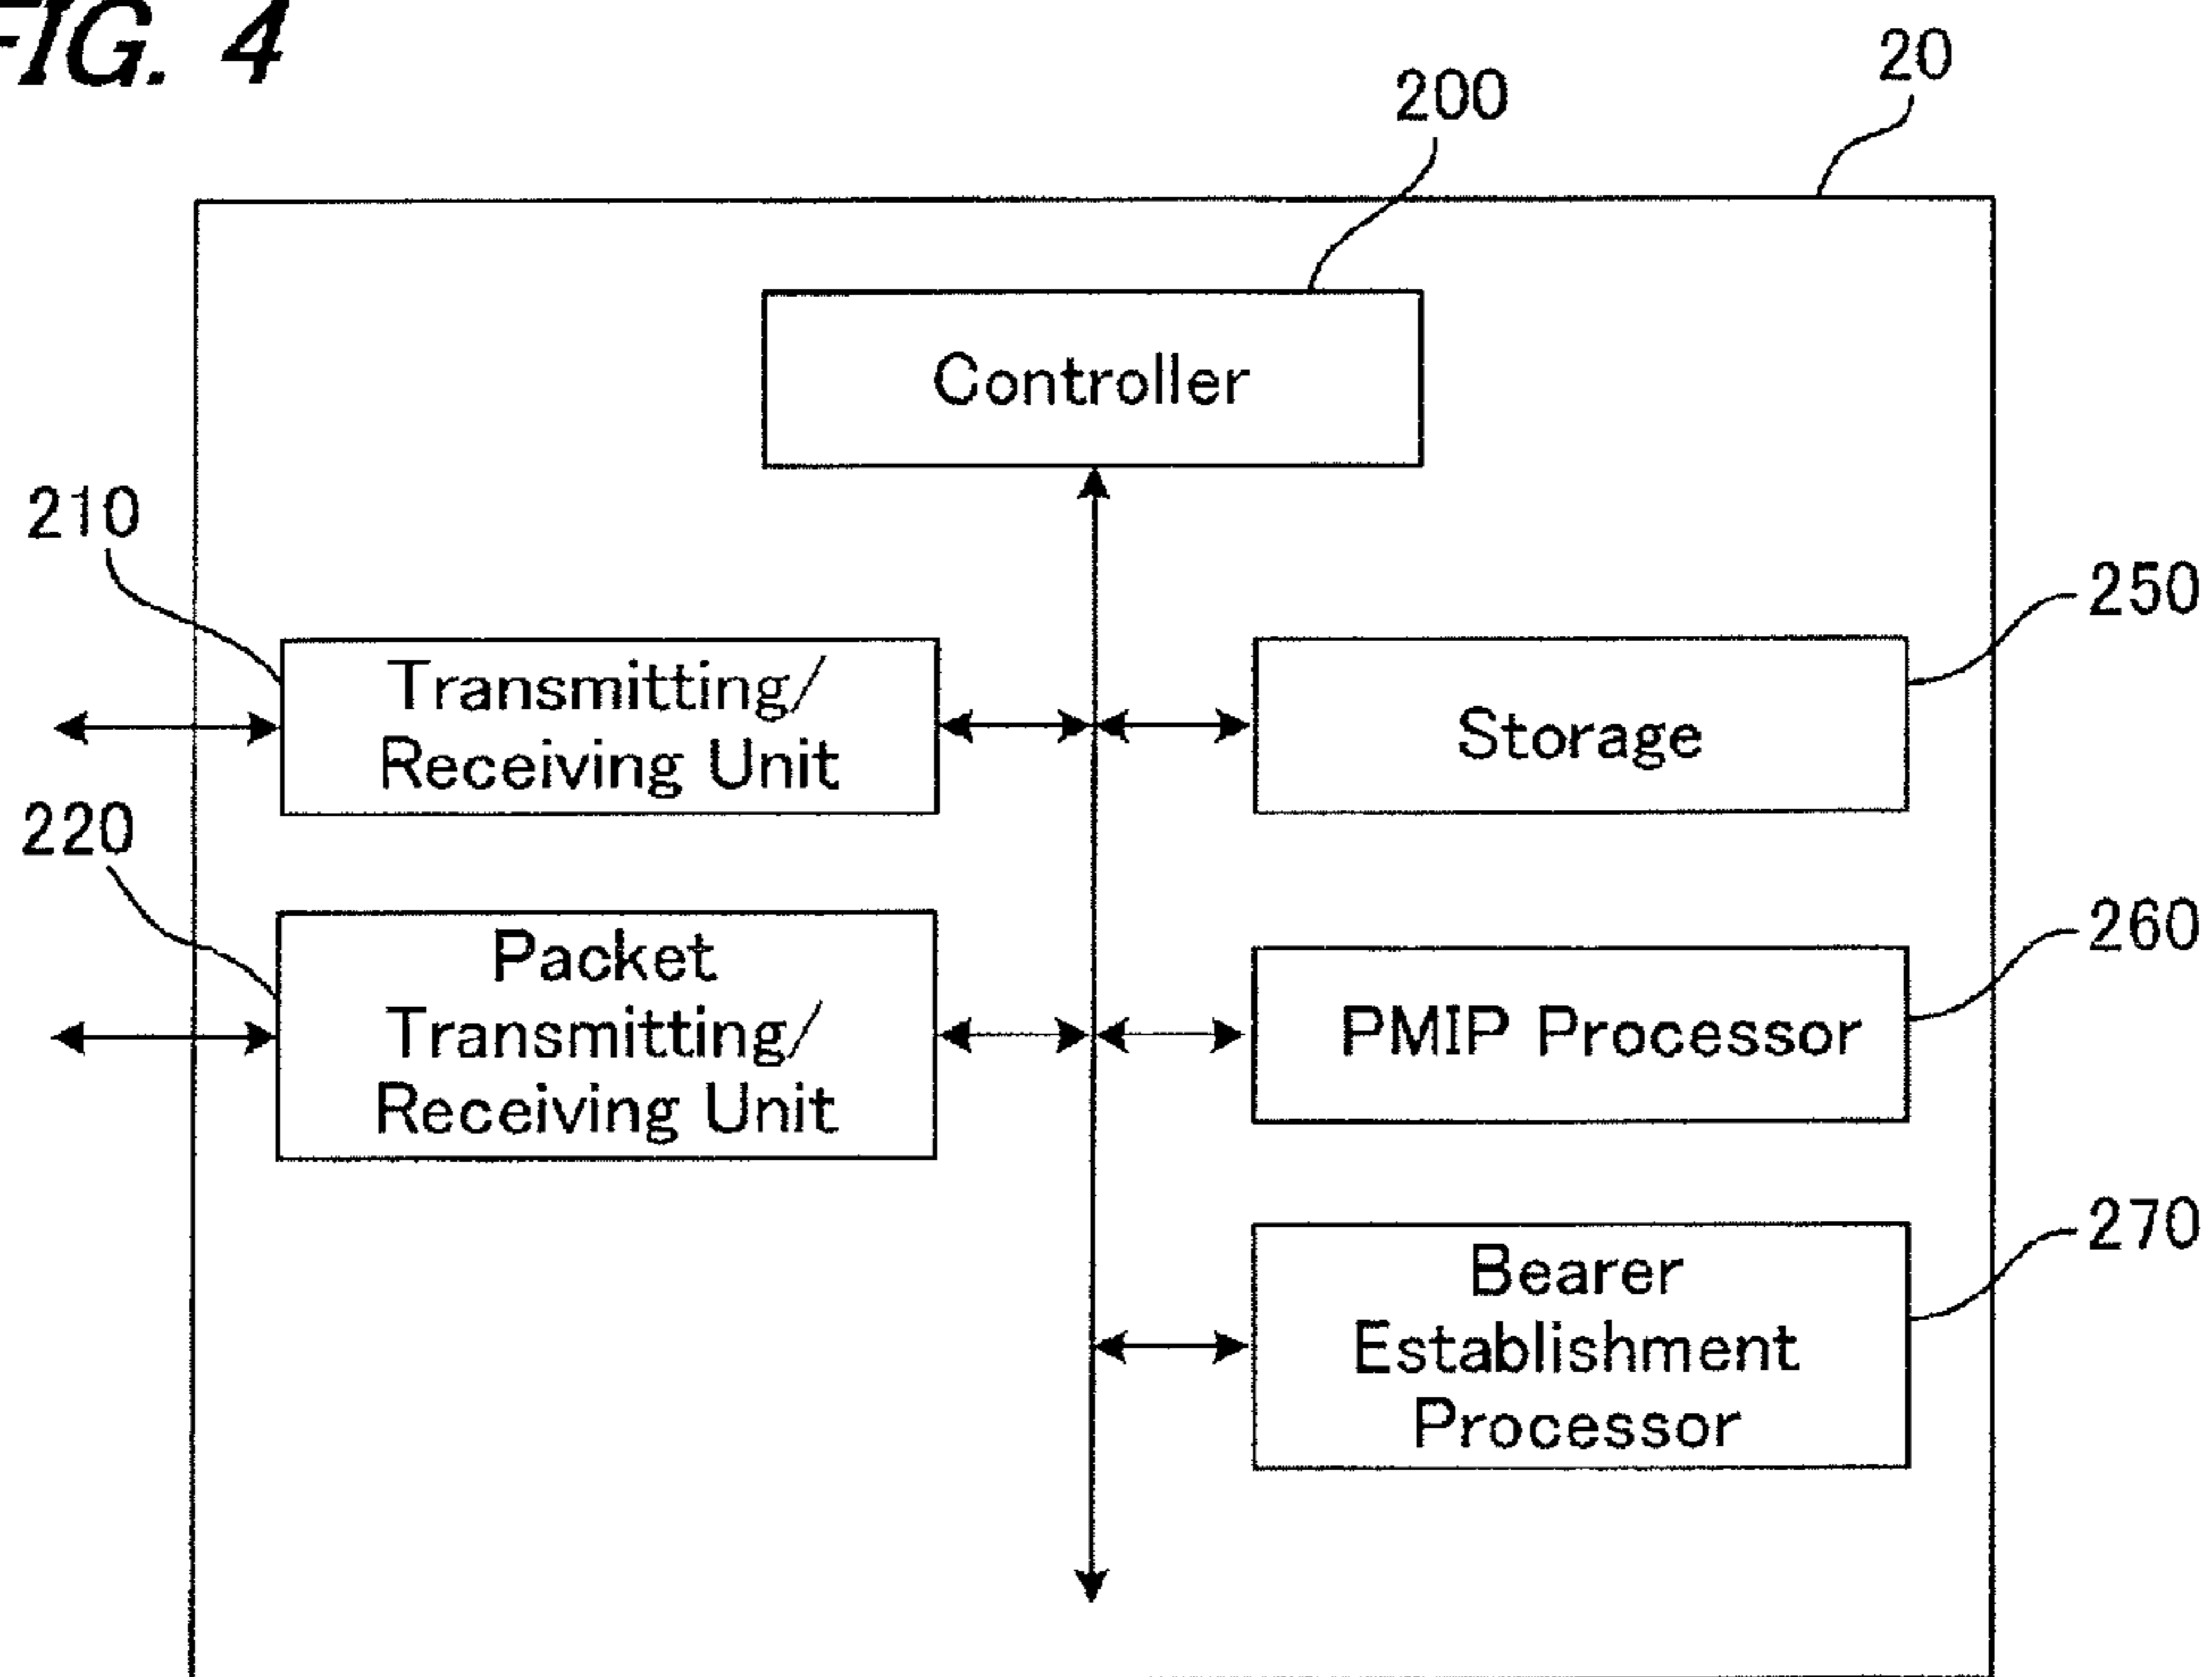 FIG. 4
20
200
Controller
210
250
Transmitting/
Receiving Unit
Storage
220
260
Packet
Transmitting/
Receiving Unit
PMIP Processor
270
Bearer
Establishment
Processor